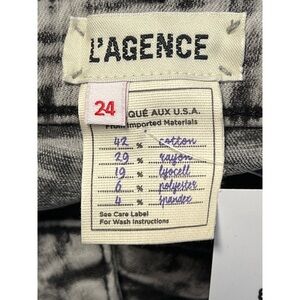 L'AGENCE
24
QUÉ AUX U.S.A.
From Imported Materials
42 % cotton
29 % rayon
19 % lyocell
6 % polyester
4 % spandex
See Care Label
For Wash Instructions